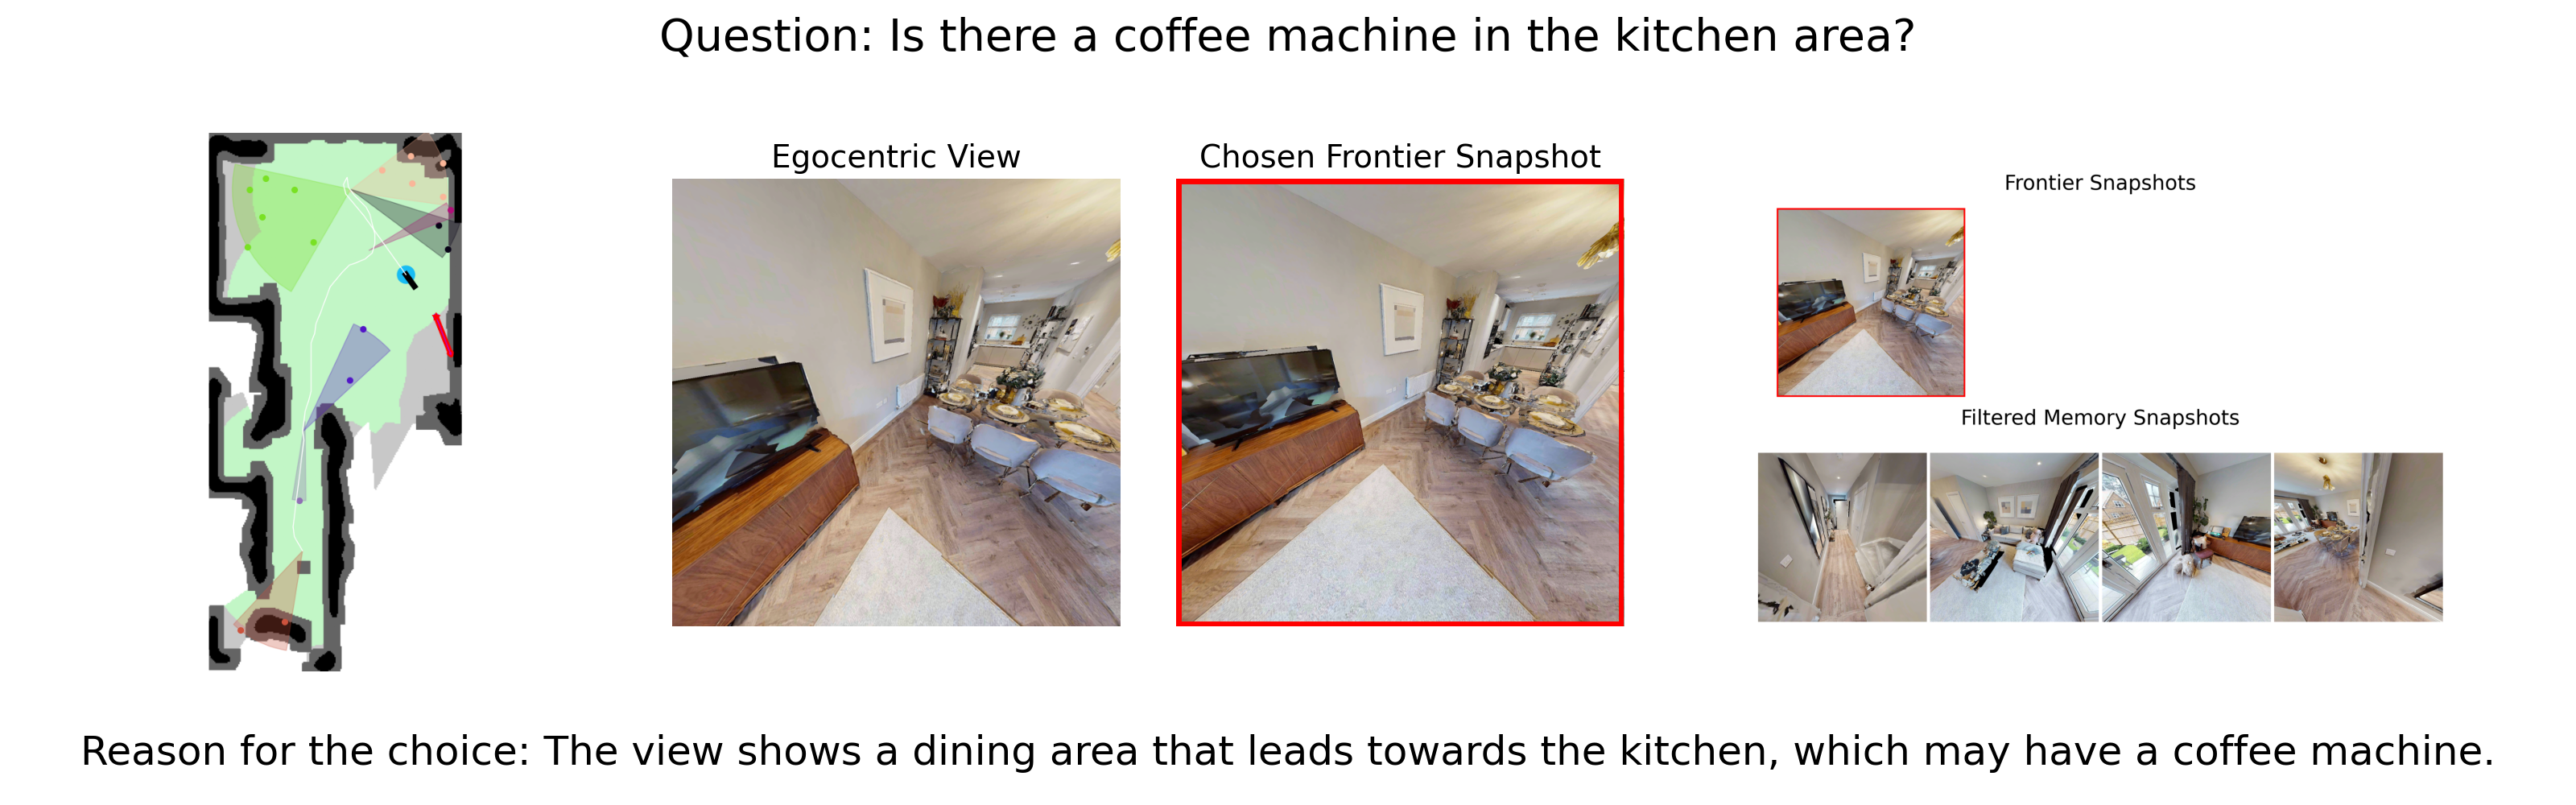 Question: Is there a coffee machine in the kitchen area?
Egocentric View
Chosen Frontier Snapshot
Frontier Snapshots
Filtered Memory Snapshots
Reason for the choice: The view shows a dining area that leads towards the kitchen, which may have a coffee machine.